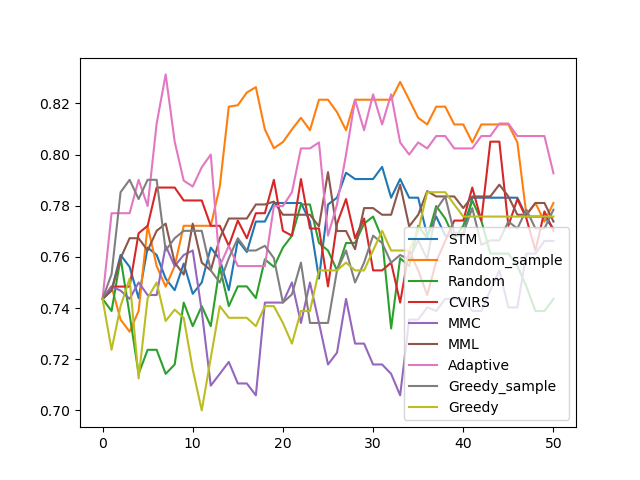 0.82
0.80
0.78
0.76
0.74
0.72
0.70
0
10
20
30
40
50
STM
Random_sample
Random
CVIRS
MMC
MML
Adaptive
Greedy_sample
Greedy